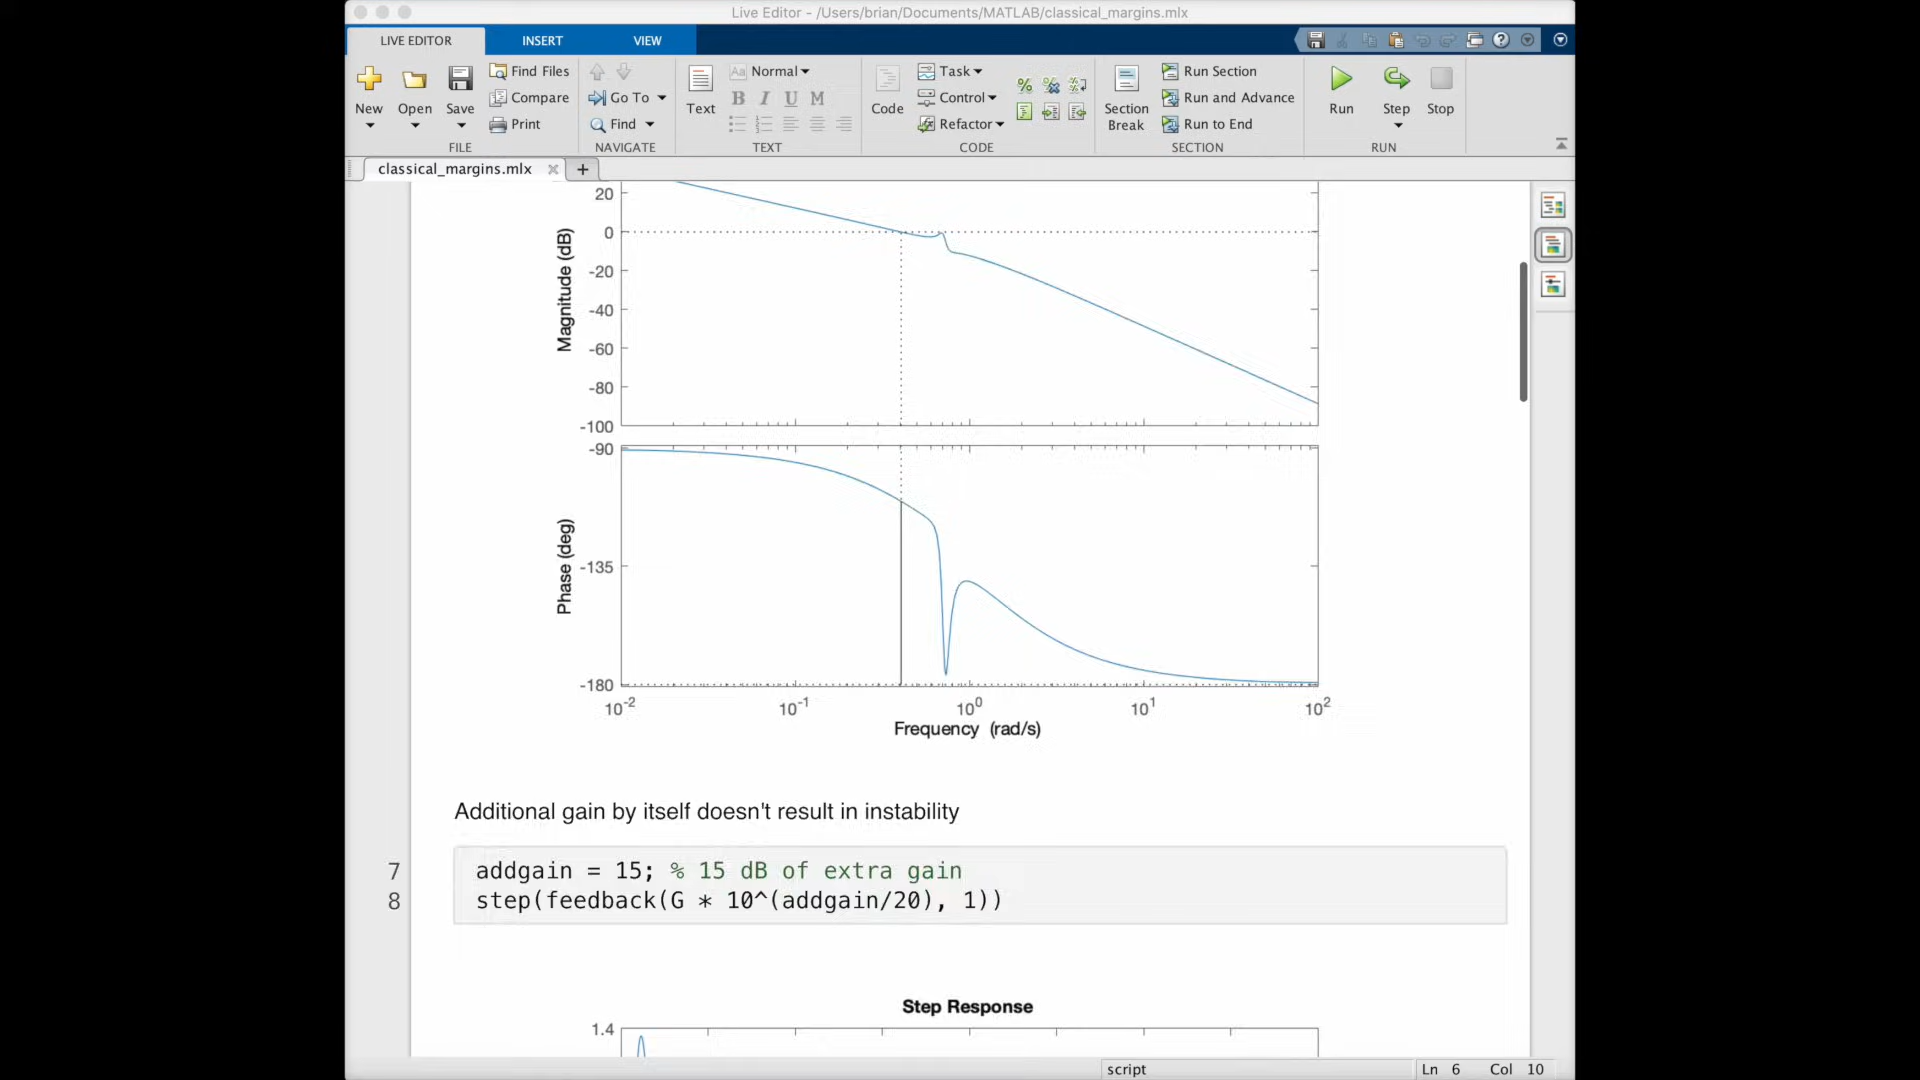 Live Editor - /Users/brian/Documents/MATLAB/classical_margins.mlx
LIVE EDITOR INSERT VIEW
New Open Save
Find Files
Compare
Print
FILE
Go To
Find
NAVIGATE
Text
Aa Normal
B I U M
TEXT
Code
Task
Control
Refactor
CODE
Section Break
Run Section
Run and Advance
Run to End
SECTION
Run Step Stop
RUN
classical_margins.mlx
Magnitude (dB)
20
0
-20
-40
-60
-80
-100
Phase (deg)
-90
-135
-180
10-2 10-1 100 101 102
Frequency (rad/s)
Additional gain by itself doesn't result in instability
7 addgain = 15; % 15 dB of extra gain
8 step(feedback(G * 10^(addgain/20), 1))
Step Response
1.4
script Ln 6 Col 10